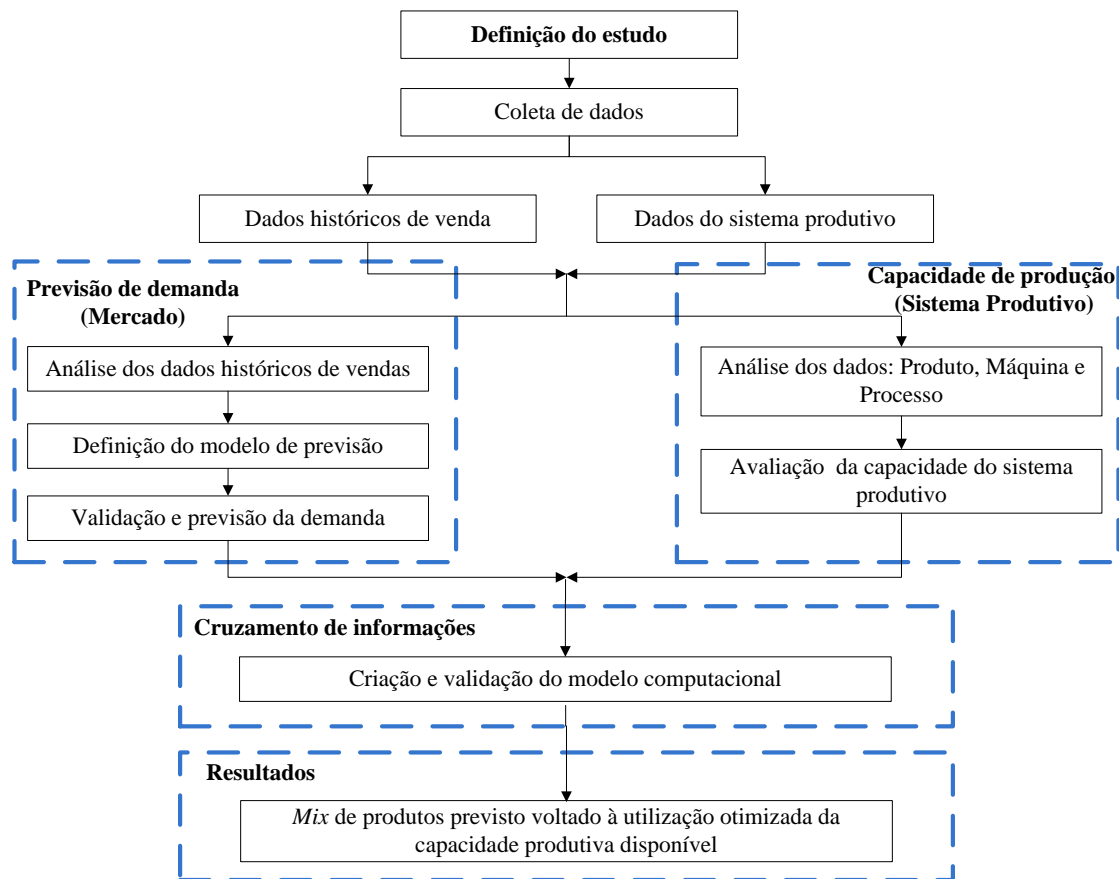 Definição do estudo
Coleta de dados
Dados históricos de venda
Dados do sistema produtivo
Previsão de demanda
(Mercado)
Análise dos dados históricos de vendas
Definição do modelo de previsão
Validação e previsão da demanda
Capacidade de produção
(Sistema Produtivo)
Análise dos dados: Produto, Máquina e
Processo
Avaliação da capacidade do sistema
produtivo
Cruzamento de informações
Criação e validação do modelo computacional
Resultados
Mix de produtos previsto voltado à utilização otimizada da
capacidade produtiva disponível